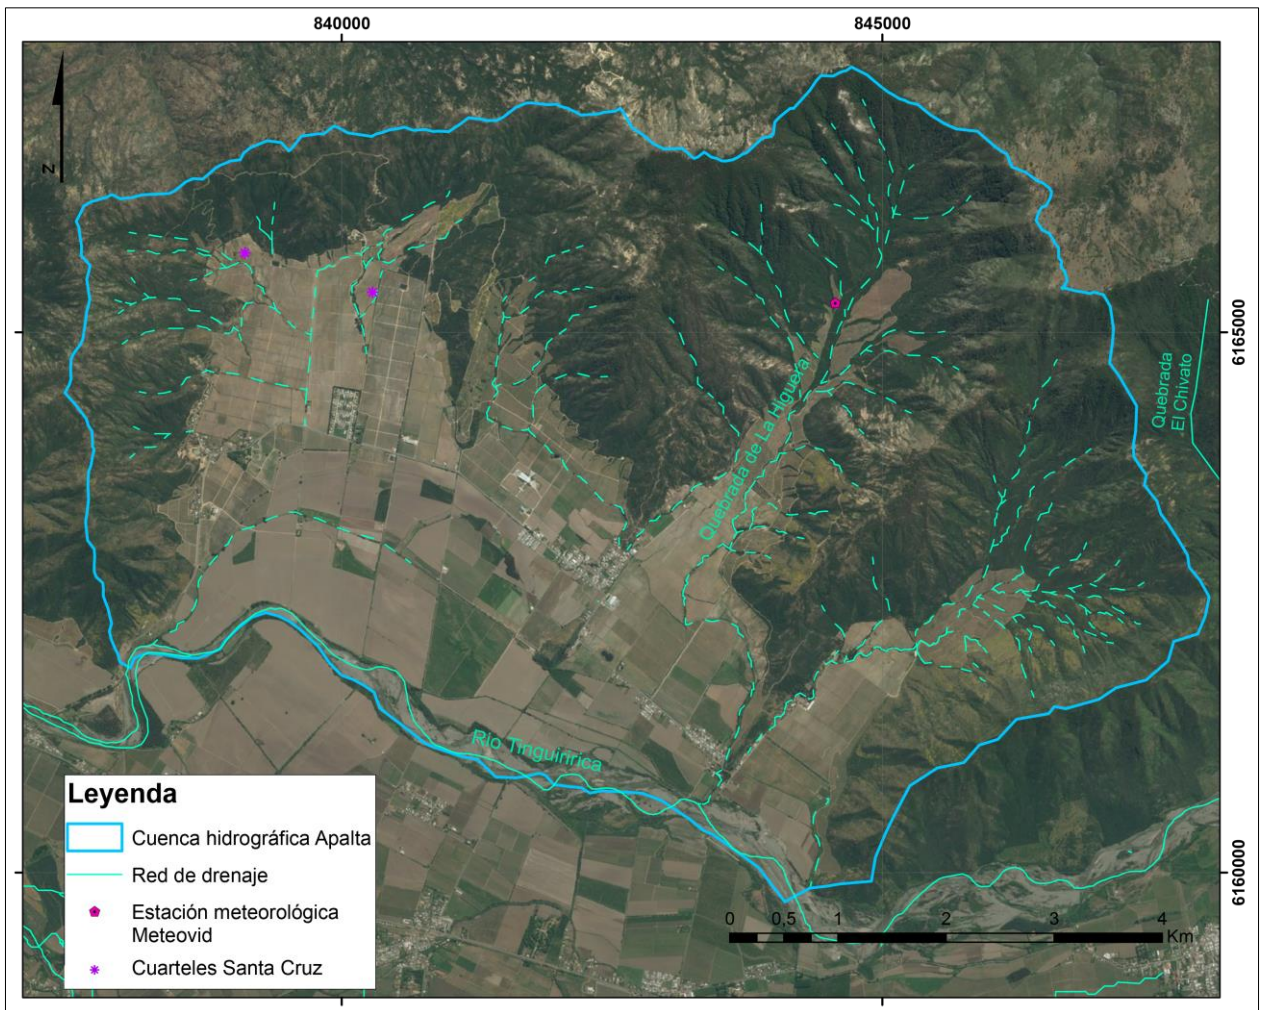 840000
845000
N
6165000
Quebrada
El Chivato
Quebrada de La Higuera
Río Tinguiririca
6160000
Leyenda
Cuenca hidrográfica Apalta
Red de drenaje
Estación meteorológica
Meteovid
Cuarteles Santa Cruz
0 0,5 1 2 3 4
Km